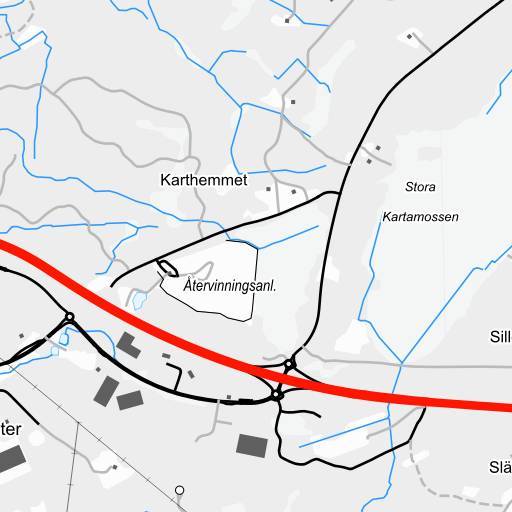 Karthemmet
Stora
Kartamossen
Återvinningsanl.
Sill
ter
Slä